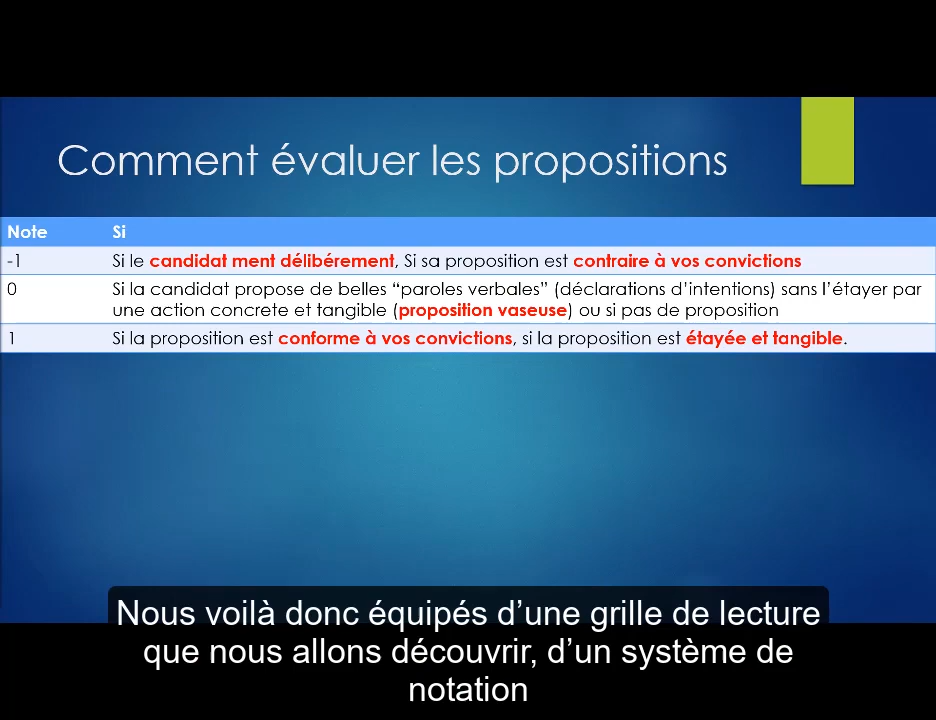 Comment évaluer les propositions
Note Si
-1 Si le candidat ment délibérement, Si sa proposition est contraire à vos convictions
0 Si la candidat propose de belles “paroles verbales” (déclarations d’intentions) sans l’étayer par
une action concrete et tangible (proposition vaseuse) ou si pas de proposition
1 Si la proposition est conforme à vos convictions, si la proposition est étayée et tangible.
Nous voilà donc équipés d’une grille de lecture
que nous allons découvrir, d’un système de
notation